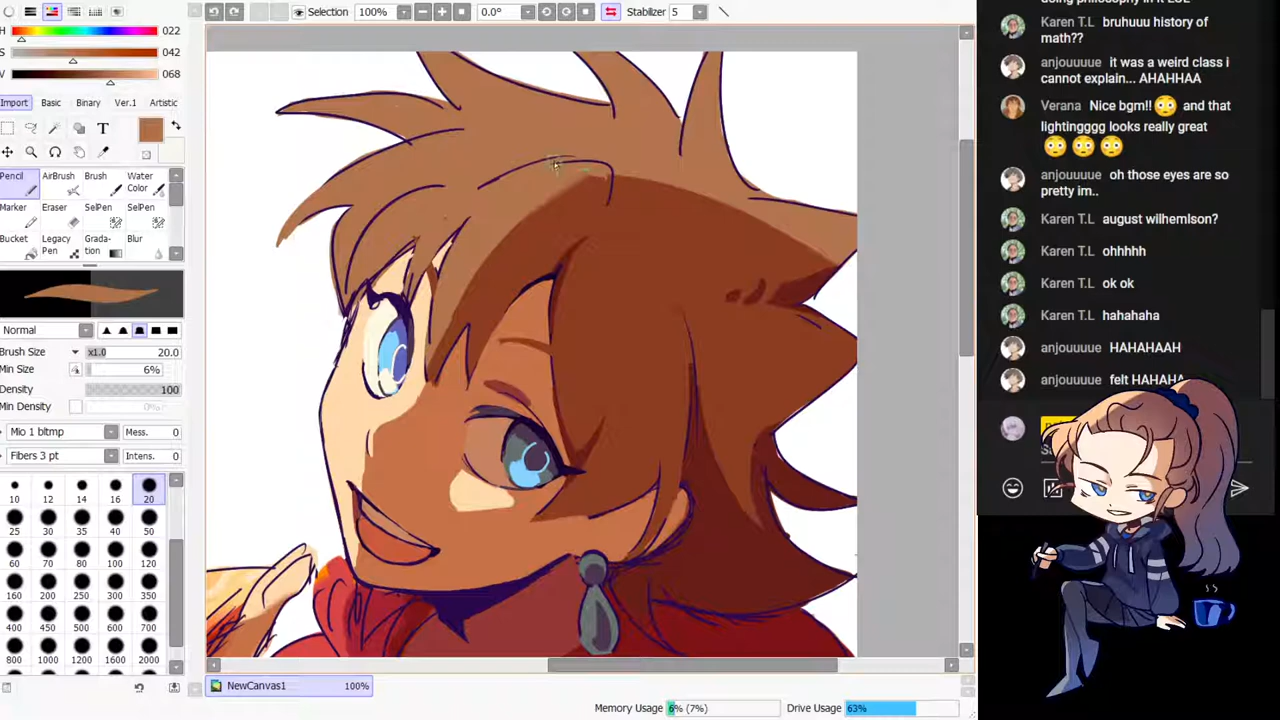 Selection 100% 0.0° Stabilizer 5
H 022
S 042
V 068
Import Basic Binary Ver.1 Artistic
T
Pencil AirBrush Brush Water Color
Marker Eraser SelPen SelPen
Bucket Legacy Pen Gradation Blur
Normal
Brush Size x1.0 20.0
Min Size 6%
Density 100
Min Density
Mio 1 bitmp Mess. 0
Fibers 3 pt Intens. 0
10 12 14 16 20
25 30 35 40 50
60 70 80 100 120
160 200 250 300 350
400 450 500 600 700
800 1000 1200 1600 2000
NewCanvas1 100%
Memory Usage 6% (7%) Drive Usage 63%
Karen T.L bruhuuu history of
math??
anjouuuue it was a weird class i
cannot explain... AHAHHAA
Verana Nice bgm!! 😳 and that
lightingggg looks really great
😳 😳 😳
anjouuuue oh those eyes are so
pretty im..
Karen T.L august wilhemlson?
Karen T.L ohhhhh
Karen T.L ok ok
Karen T.L hahahaha
anjouuuue HAHAHAAH
anjouuuue felt HAHAHA